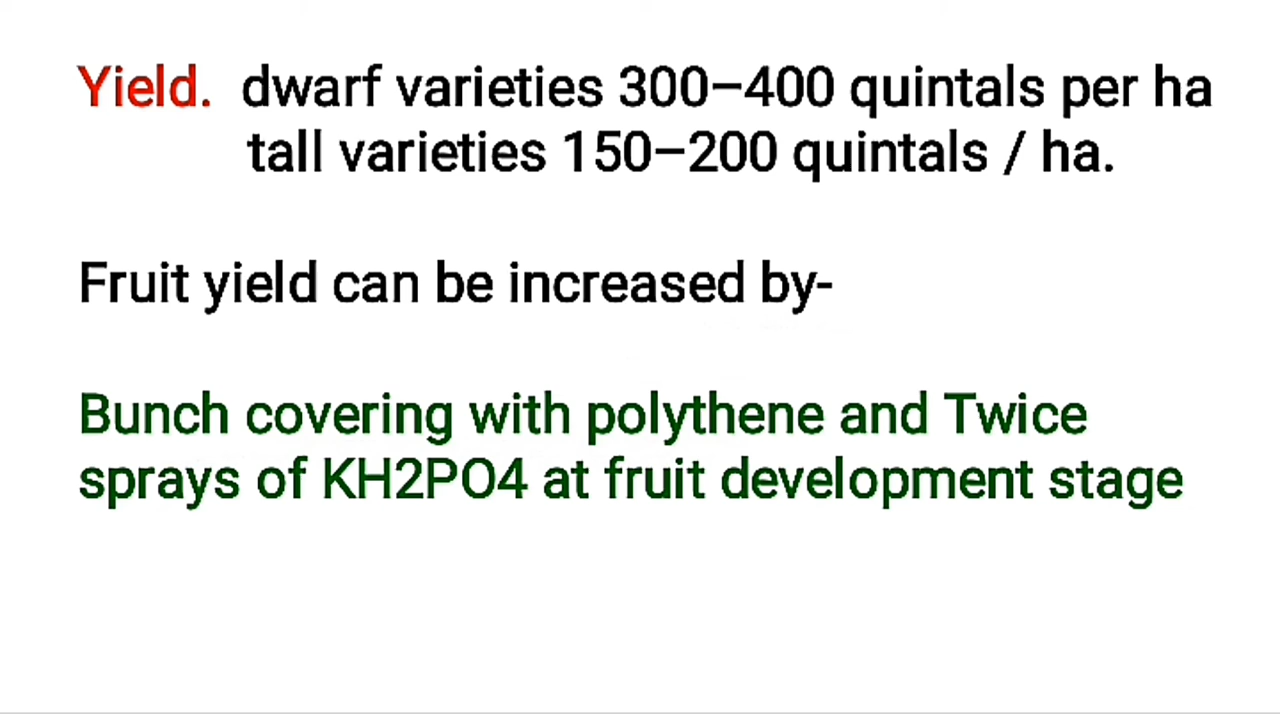 Yield. dwarf varieties 300–400 quintals per ha
tall varieties 150–200 quintals / ha.
Fruit yield can be increased by-
Bunch covering with polythene and Twice
sprays of KH2PO4 at fruit development stage